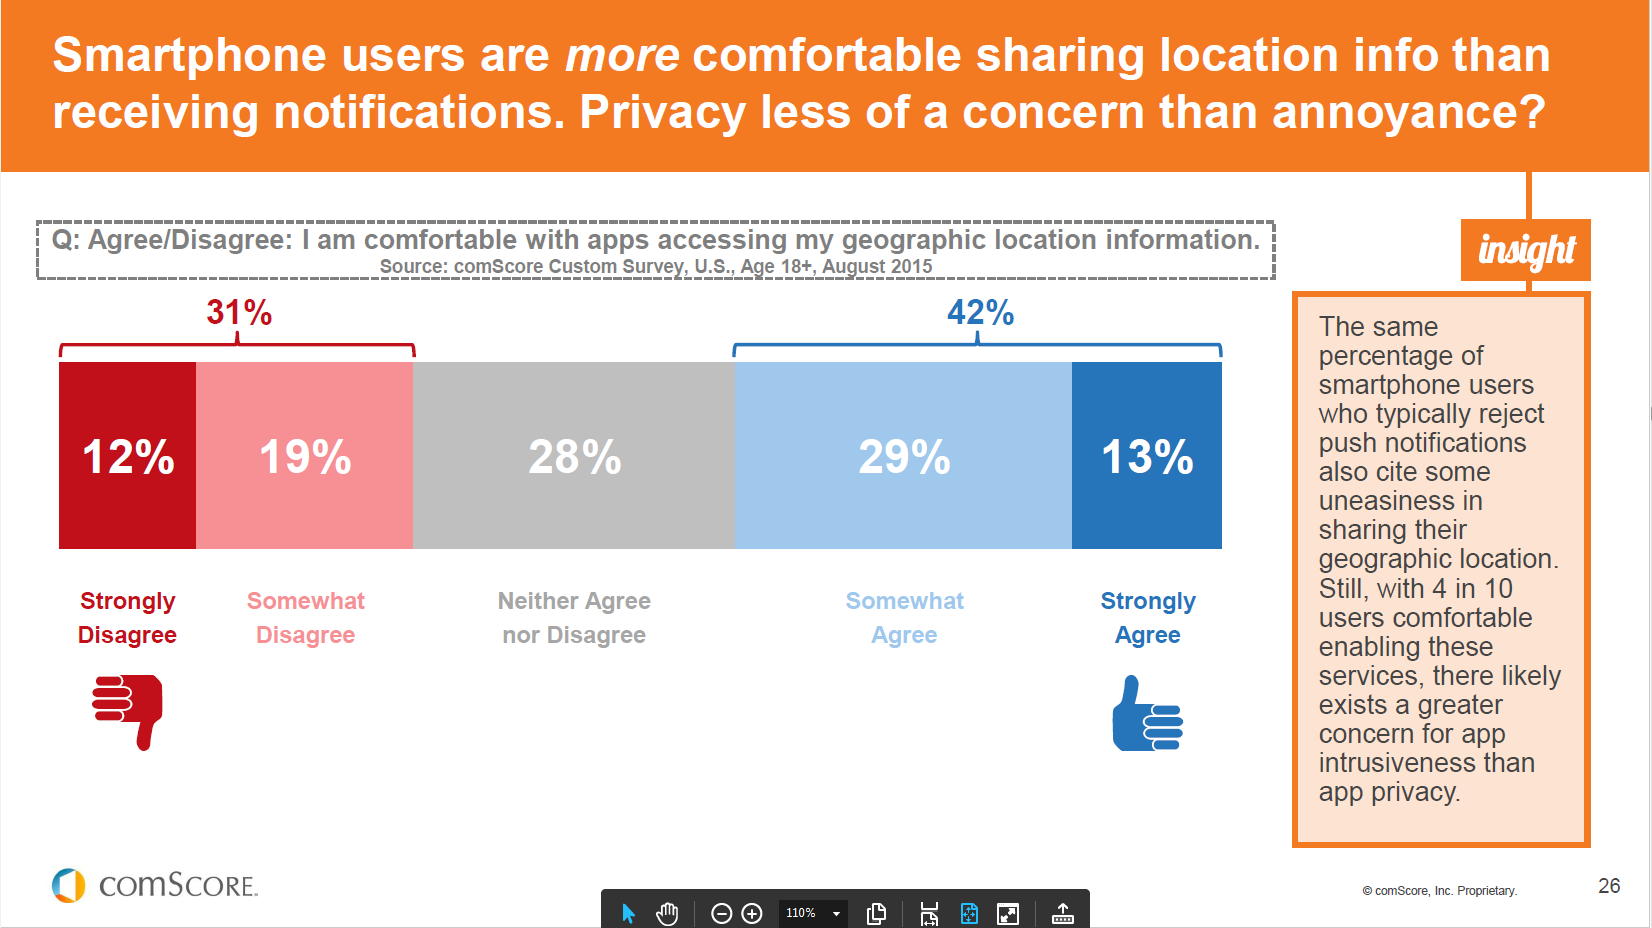 Smartphone users are more comfortable sharing location info than
receiving notifications. Privacy less of a concern than annoyance?
Q: Agree/Disagree: I am comfortable with apps accessing my geographic location information.
Source: comScore Custom Survey, U.S., Age 18+, August 2015
insight
31%
42%
12%
19%
28%
29%
13%
Strongly
Disagree
Somewhat
Disagree
Neither Agree
nor Disagree
Somewhat
Agree
Strongly
Agree
The same
percentage of
smartphone users
who typically reject
push notifications
also cite some
uneasiness in
sharing their
geographic location.
Still, with 4 in 10
users comfortable
enabling these
services, there likely
exists a greater
concern for app
intrusiveness than
app privacy.
comSCORE.
© comScore, Inc. Proprietary.
26
110%